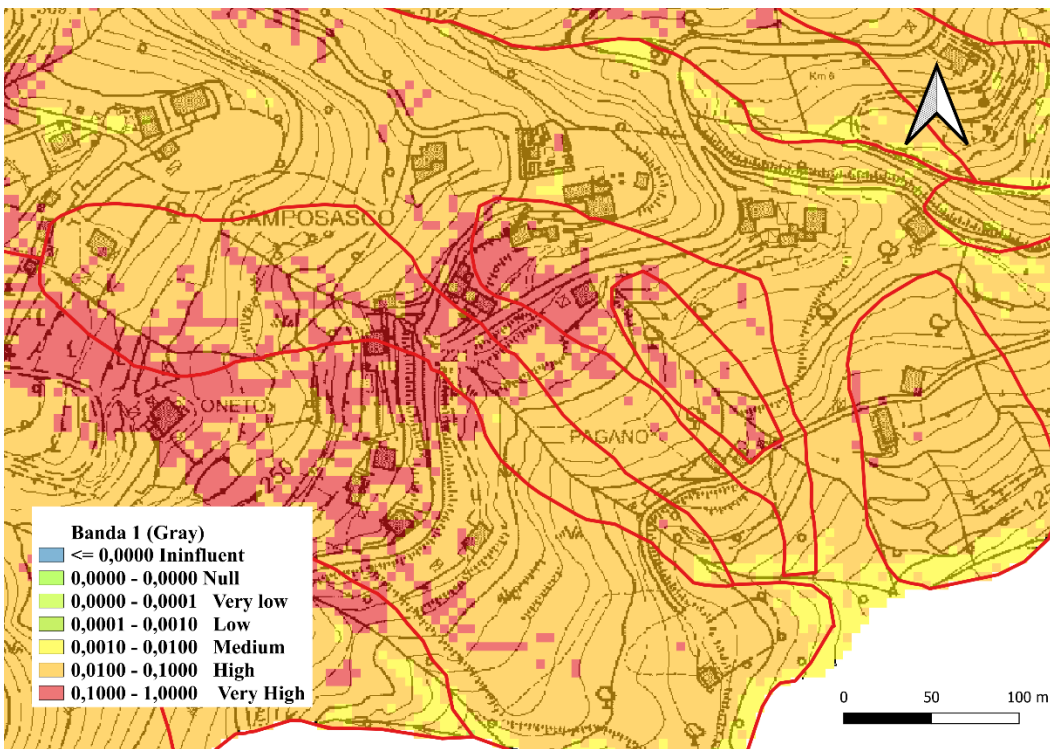 Km 6
CAMPOSASCO
ONETO
PAGANO
Banda 1 (Gray)
<= 0,0000 Ininfluent
0,0000 - 0,0000 Null
0,0000 - 0,0001 Very low
0,0001 - 0,0010 Low
0,0010 - 0,0100 Medium
0,0100 - 0,1000 High
0,1000 - 1,0000 Very High
0 50 100 m